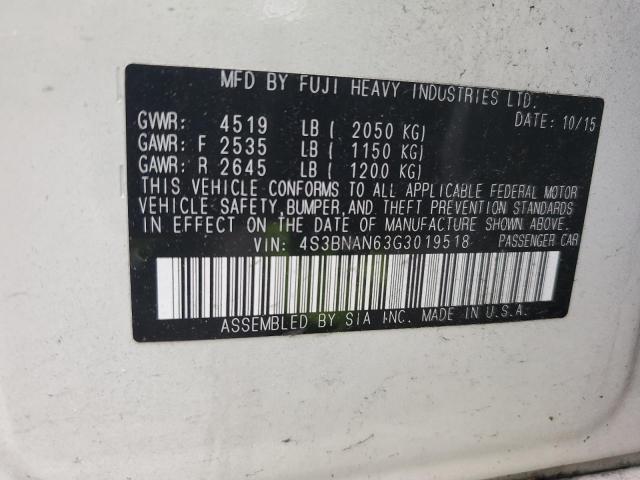 MFD BY FUJI HEAVY INDUSTRIES LTD.
GVWR: 4519 LB ( 2050 KG) DATE: 10/15
GAWR: F 2535 LB ( 1150 KG)
GAWR: R 2645 LB ( 1200 KG)
THIS VEHICLE CONFORMS TO ALL APPLICABLE FEDERAL MOTOR
VEHICLE SAFETY, BUMPER, AND THEFT PREVENTION STANDARDS
IN EFFECT ON THE DATE OF MANUFACTURE SHOWN ABOVE.
VIN: 4S3BNAN63G3019518 PASSENGER CAR
ASSEMBLED BY SIA INC. MADE IN U.S.A.